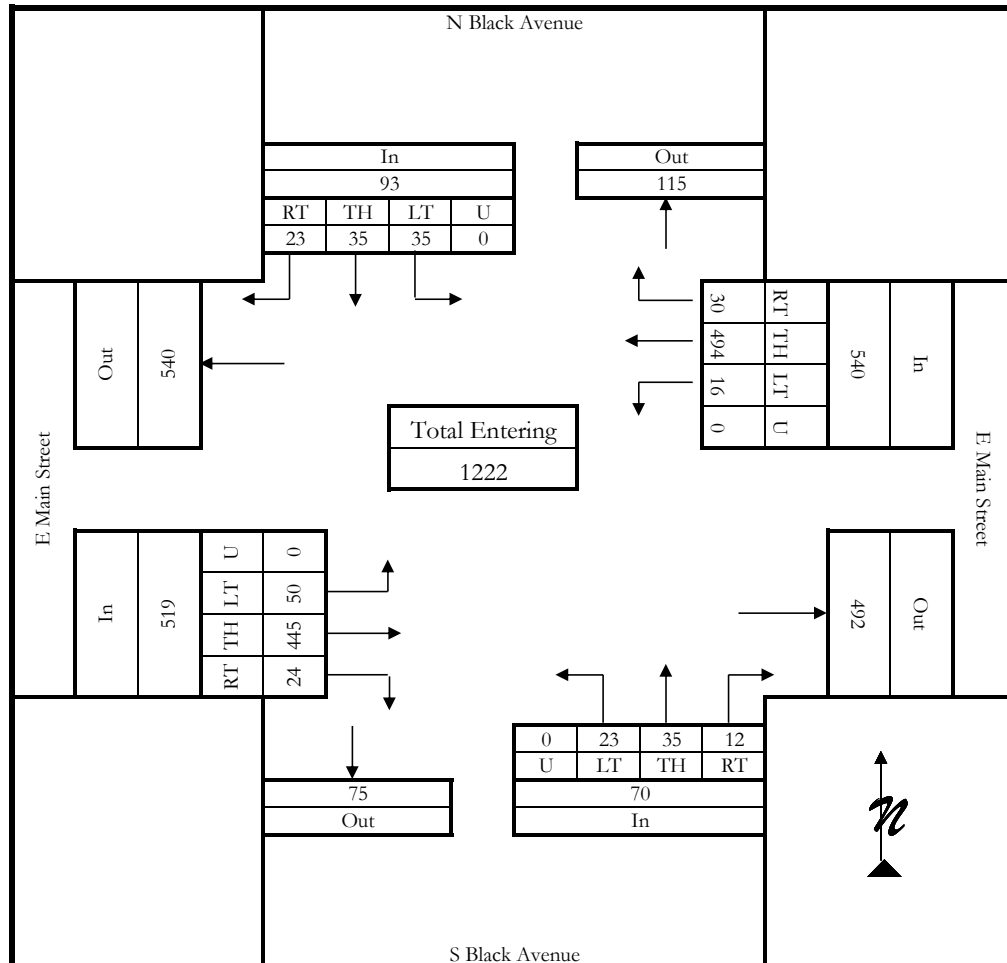 N Black Avenue
In
93
RT TH LT U
23 35 35 0
Out
115
Out
540
E Main Street
30 RT
494 TH
16 LT
0 U
540
In
E Main Street
Total Entering
1222
In
519
U 0
LT 50
TH 445
RT 24
492
Out
0 23 35 12
U LT TH RT
70
In
75
Out
N
S Black Avenue